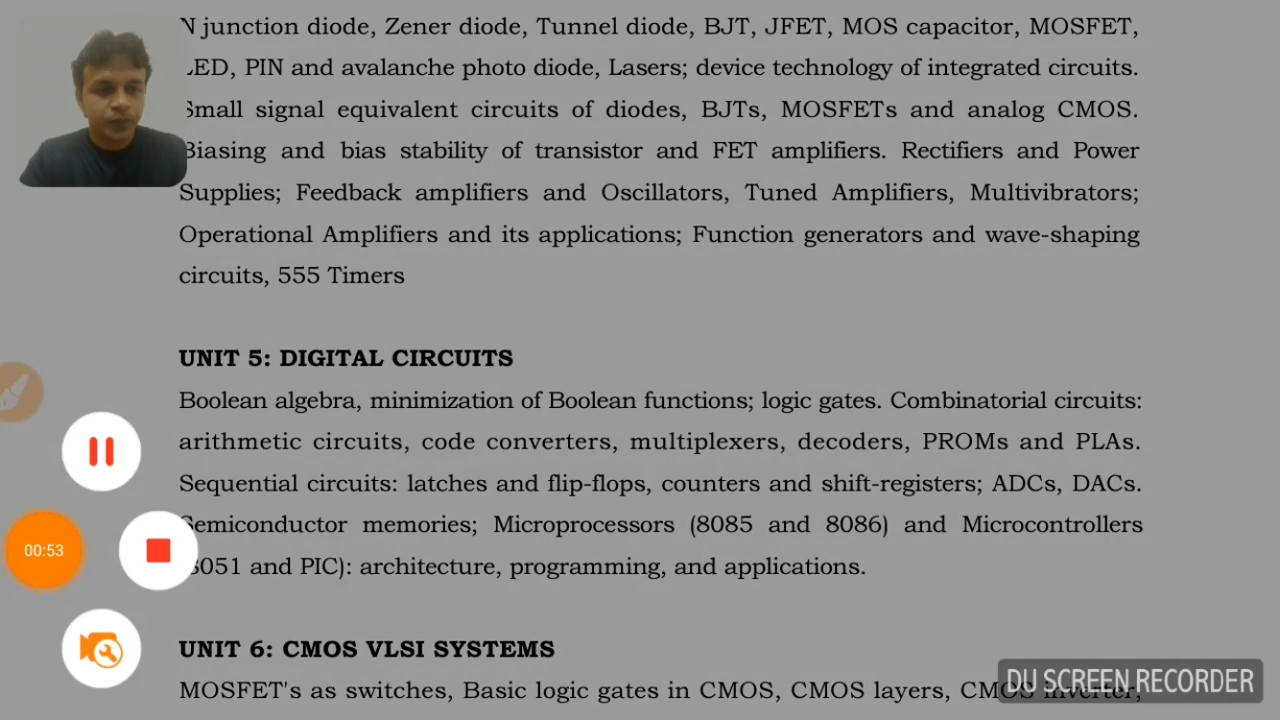 N junction diode, Zener diode, Tunnel diode, BJT, JFET, MOS capacitor, MOSFET,
LED, PIN and avalanche photo diode, Lasers; device technology of integrated circuits.
Small signal equivalent circuits of diodes, BJTs, MOSFETs and analog CMOS.
Biasing and bias stability of transistor and FET amplifiers. Rectifiers and Power
Supplies; Feedback amplifiers and Oscillators, Tuned Amplifiers, Multivibrators;
Operational Amplifiers and its applications; Function generators and wave-shaping
circuits, 555 Timers
UNIT 5: DIGITAL CIRCUITS
Boolean algebra, minimization of Boolean functions; logic gates. Combinatorial circuits:
arithmetic circuits, code converters, multiplexers, decoders, PROMs and PLAs.
Sequential circuits: latches and flip-flops, counters and shift-registers; ADCs, DACs.
Semiconductor memories; Microprocessors (8085 and 8086) and Microcontrollers
8051 and PIC): architecture, programming, and applications.
00:53
UNIT 6: CMOS VLSI SYSTEMS
MOSFET's as switches, Basic logic gates in CMOS, CMOS layers, CMOS inverter,
DU SCREEN RECORDER